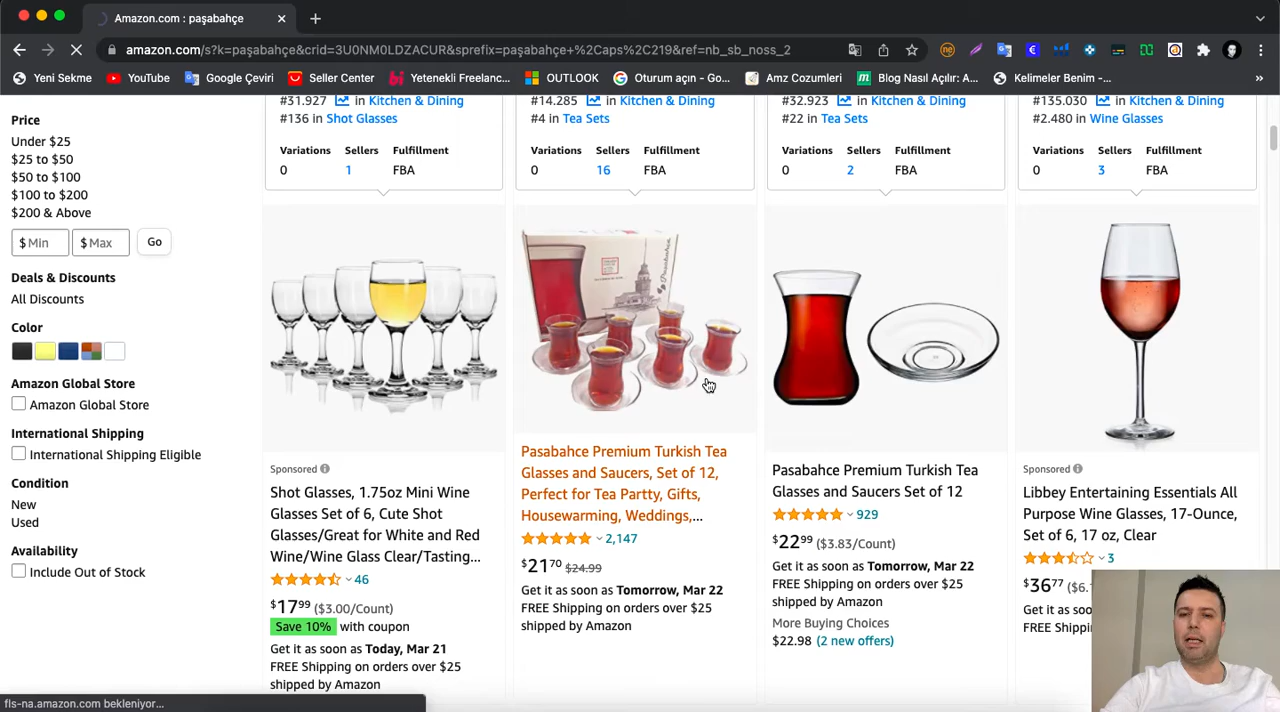 Amazon.com : paşabahçe
amazon.com/s?k=paşabahçe&crid=3U0NM0LDZACUR&sprefix=paşabahçe+%2Caps%2C219&ref=nb_sb_noss_2
Yeni Sekme
YouTube
Google Çeviri
Seller Center
Yetenekli Freelanc...
OUTLOOK
Oturum açın - Go...
Amz Cozumleri
Blog Nasıl Açılır: A...
Kelimeler Benim -...
Price
Under $25
$25 to $50
$50 to $100
$100 to $200
$200 & Above
$ Min
$ Max
Go
Deals & Discounts
All Discounts
Color
Amazon Global Store
Amazon Global Store
International Shipping
International Shipping Eligible
Condition
New
Used
Availability
Include Out of Stock
#31.927 in Kitchen & Dining
#136 in Shot Glasses
Variations Sellers Fulfillment
0 1 FBA
Sponsored
Shot Glasses, 1.75oz Mini Wine
Glasses Set of 6, Cute Shot
Glasses/Great for White and Red
Wine/Wine Glass Clear/Tasting...
46
$17.99 ($3.00/Count)
Save 10% with coupon
Get it as soon as Today, Mar 21
FREE Shipping on orders over $25
shipped by Amazon
#14.285 in Kitchen & Dining
#4 in Tea Sets
Variations Sellers Fulfillment
0 16 FBA
Pasabahce Premium Turkish Tea
Glasses and Saucers, Set of 12,
Perfect for Tea Partty, Gifts,
Housewarming, Weddings,...
2,147
$21.70 $24.99
Get it as soon as Tomorrow, Mar 22
FREE Shipping on orders over $25
shipped by Amazon
#32.923 in Kitchen & Dining
#22 in Tea Sets
Variations Sellers Fulfillment
0 2 FBA
Pasabahce Premium Turkish Tea
Glasses and Saucers Set of 12
929
$22.99 ($3.83/Count)
Get it as soon as Tomorrow, Mar 22
FREE Shipping on orders over $25
shipped by Amazon
More Buying Choices
$22.98 (2 new offers)
#135.030 in Kitchen & Dining
#2.480 in Wine Glasses
Variations Sellers Fulfillment
0 3 FBA
Sponsored
Libbey Entertaining Essentials All
Purpose Wine Glasses, 17-Ounce,
Set of 6, 17 oz, Clear
3
$36.77 ($6.
Get it as soo
FREE Shippin
fls-na.amazon.com bekleniyor...